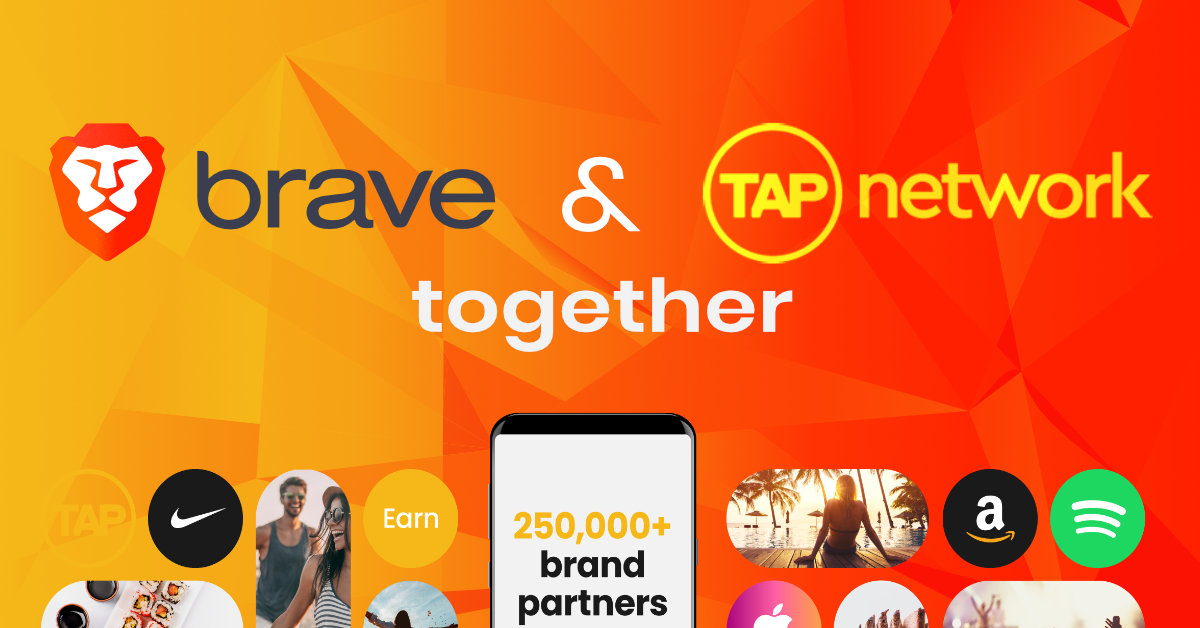 brave & TAP network
together
TAP
Earn
250,000+
brand
partners
a